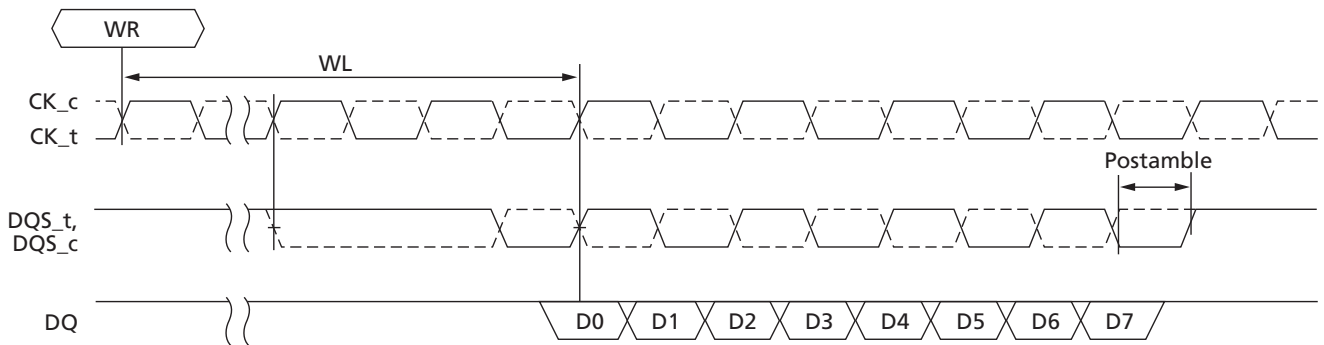 WR
WL
CK_c
CK_t
Postamble
DQS_t,
DQS_c
DQ
D0 D1 D2 D3 D4 D5 D6 D7